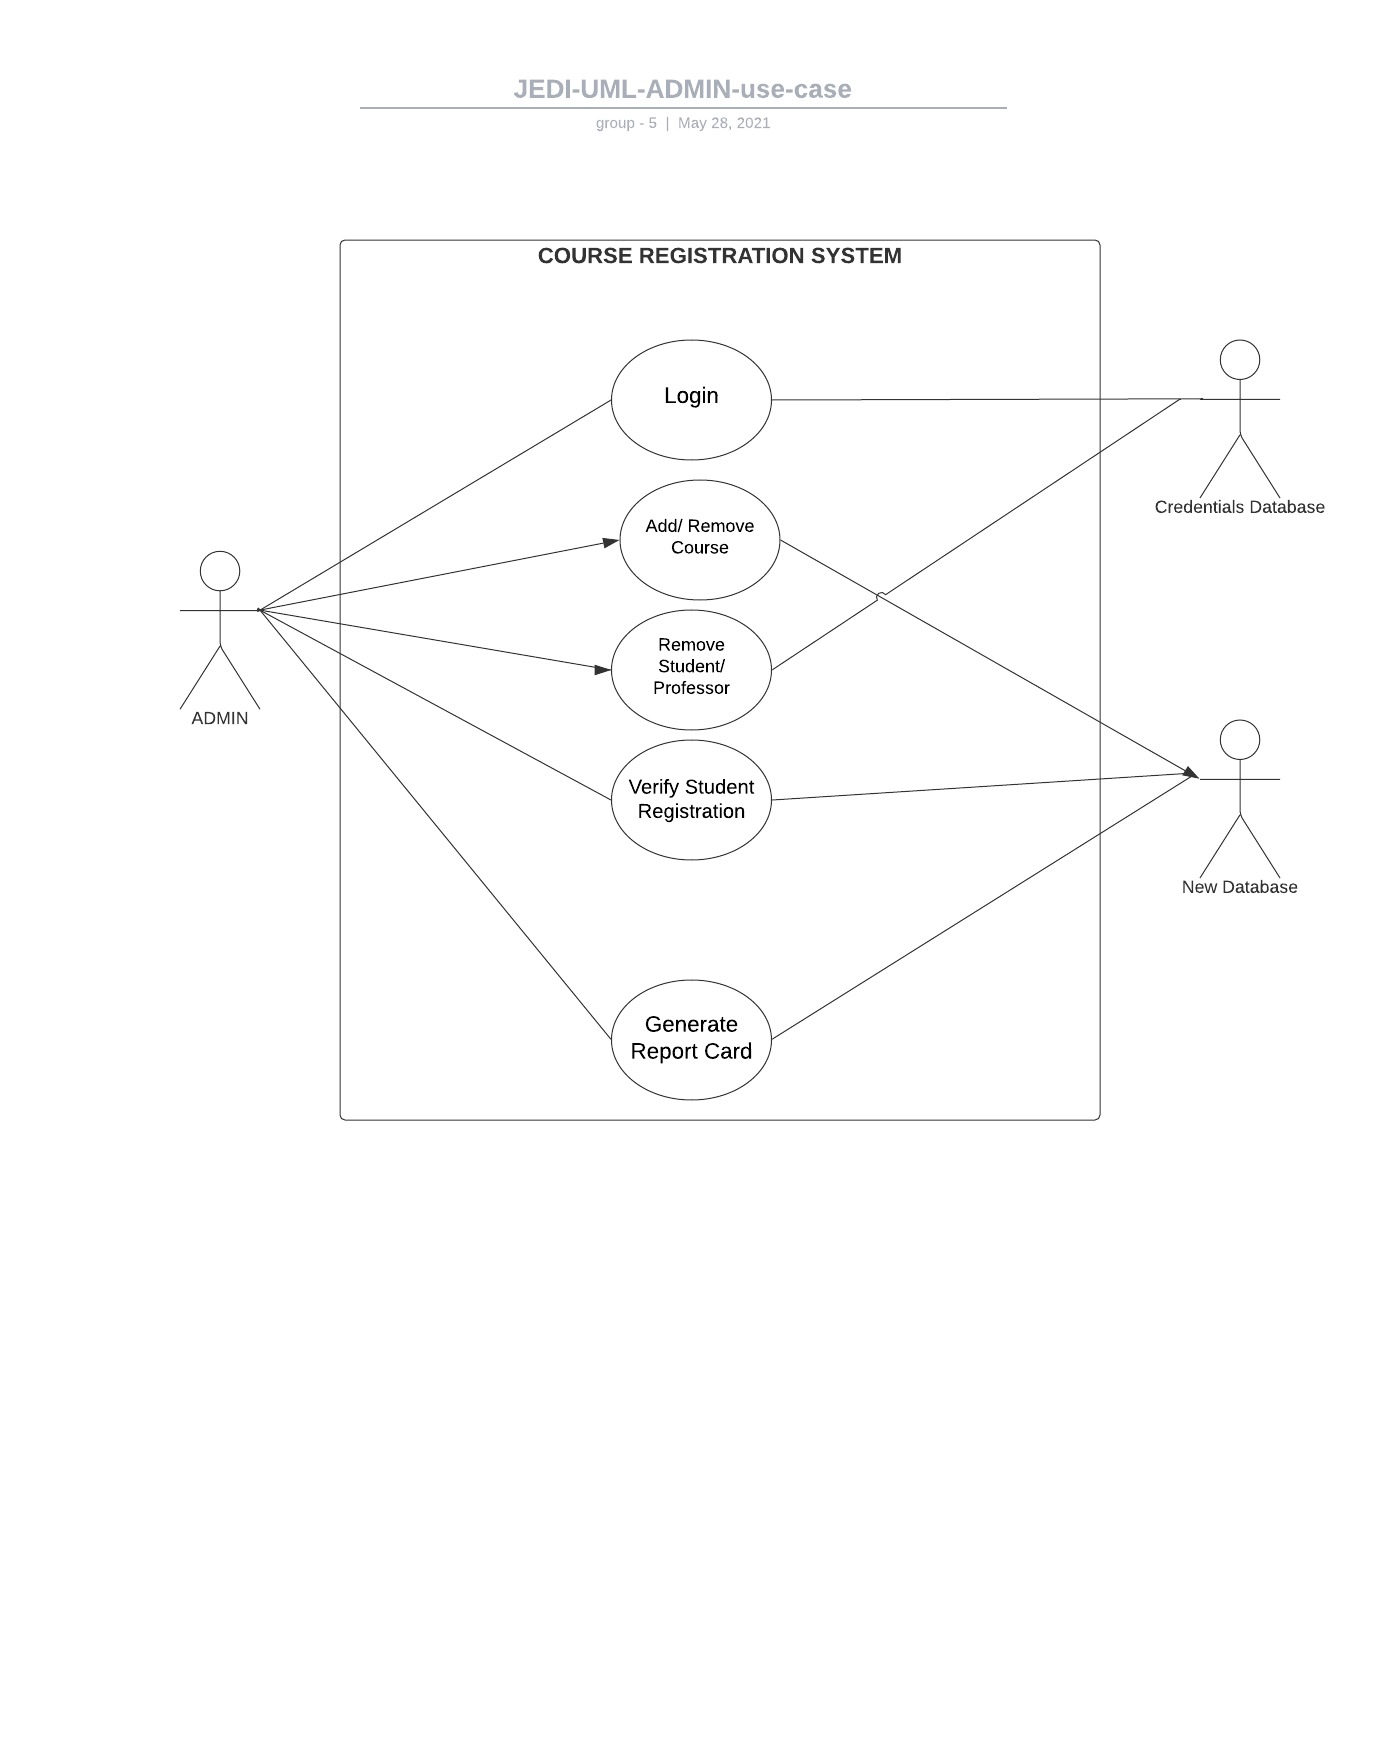 JEDI-UML-ADMIN-use-case
group - 5 | May 28, 2021
COURSE REGISTRATION SYSTEM
Login
Credentials Database
Add/ Remove
Course
ADMIN
Remove
Student/
Professor
Verify Student
Registration
New Database
Generate
Report Card